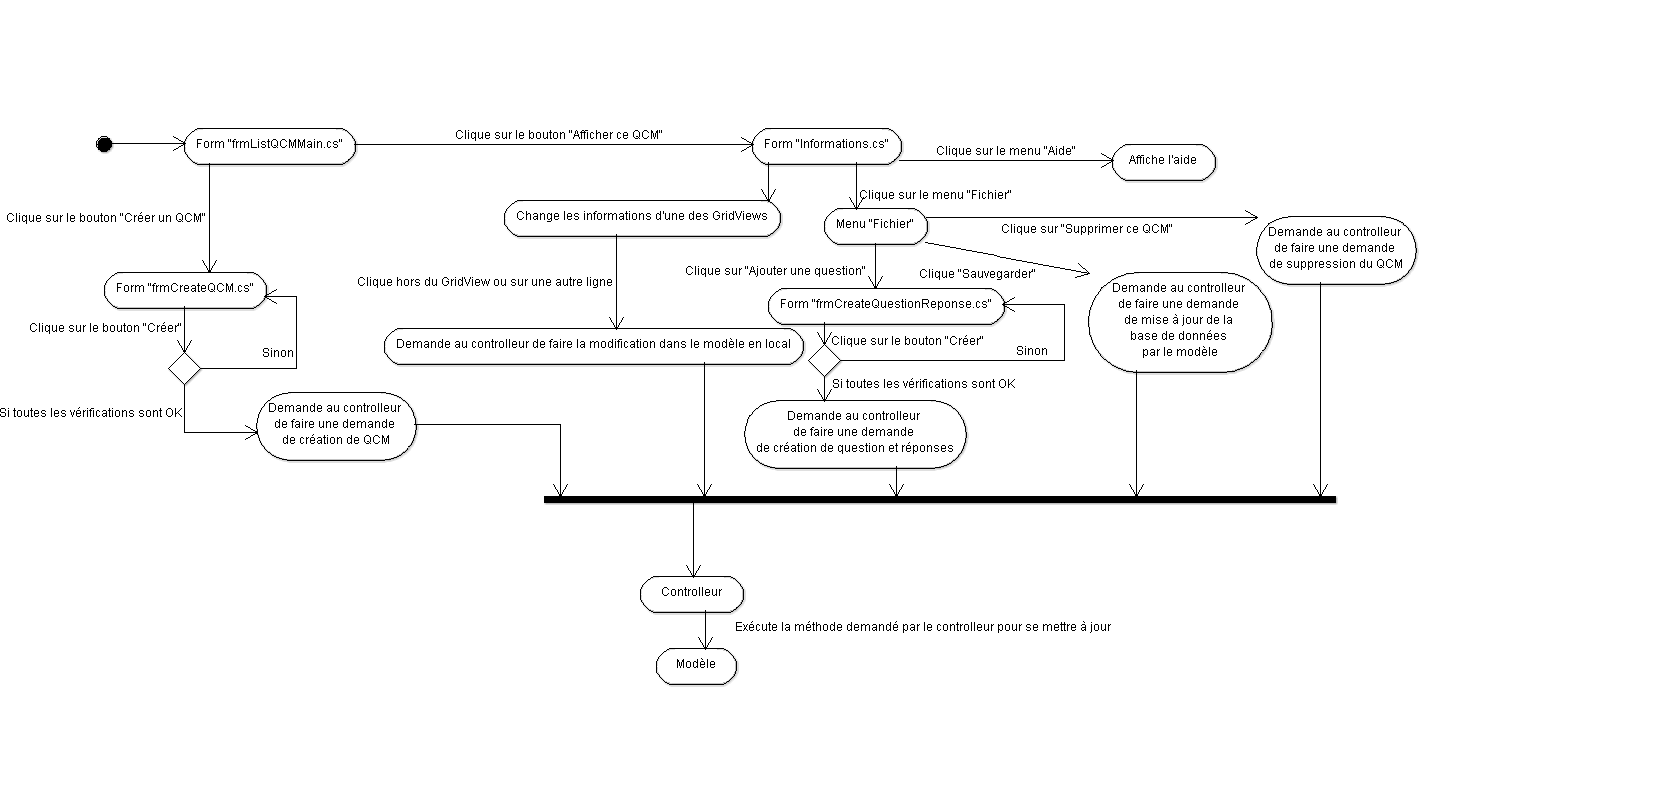 Clique sur le bouton "Afficher ce QCM"
Form "frmListQCMMain.cs"
Form "Informations.cs"
Clique sur le menu "Aide"
Affiche l'aide
Clique sur le menu "Fichier"
Clique sur le bouton "Créer un QCM"
Change les informations d'une des GridViews
Menu "Fichier"
Clique sur "Supprimer ce QCM"
Demande au controlleur
de faire une demande
de suppression du QCM
Clique sur "Ajouter une question"
Clique "Sauvegarder"
Clique hors du GridView ou sur une autre ligne
Form "frmCreateQCM.cs"
Form "frmCreateQuestionReponse.cs"
Demande au controlleur
de faire une demande
de mise à jour de la
base de données
par le modèle
Clique sur le bouton "Créer"
Sinon
Demande au controlleur de faire la modification dans le modèle en local
Clique sur le bouton "Créer"
Sinon
Si toutes les vérifications sont OK
Si toutes les vérifications sont OK
Demande au controlleur
de faire une demande
de création de QCM
Demande au controlleur
de faire une demande
de création de question et réponses
Controlleur
Exécute la méthode demandé par le controlleur pour se mettre à jour
Modèle